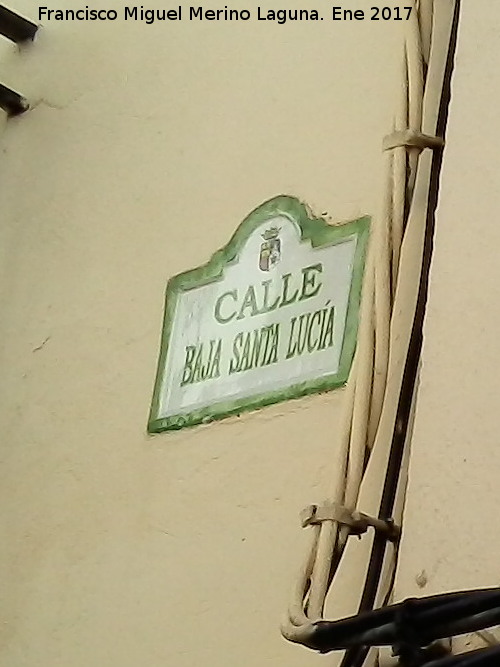 Francisco Miguel Merino Laguna. Ene 2017
CALLE
BAJA SANTA LUCÍA